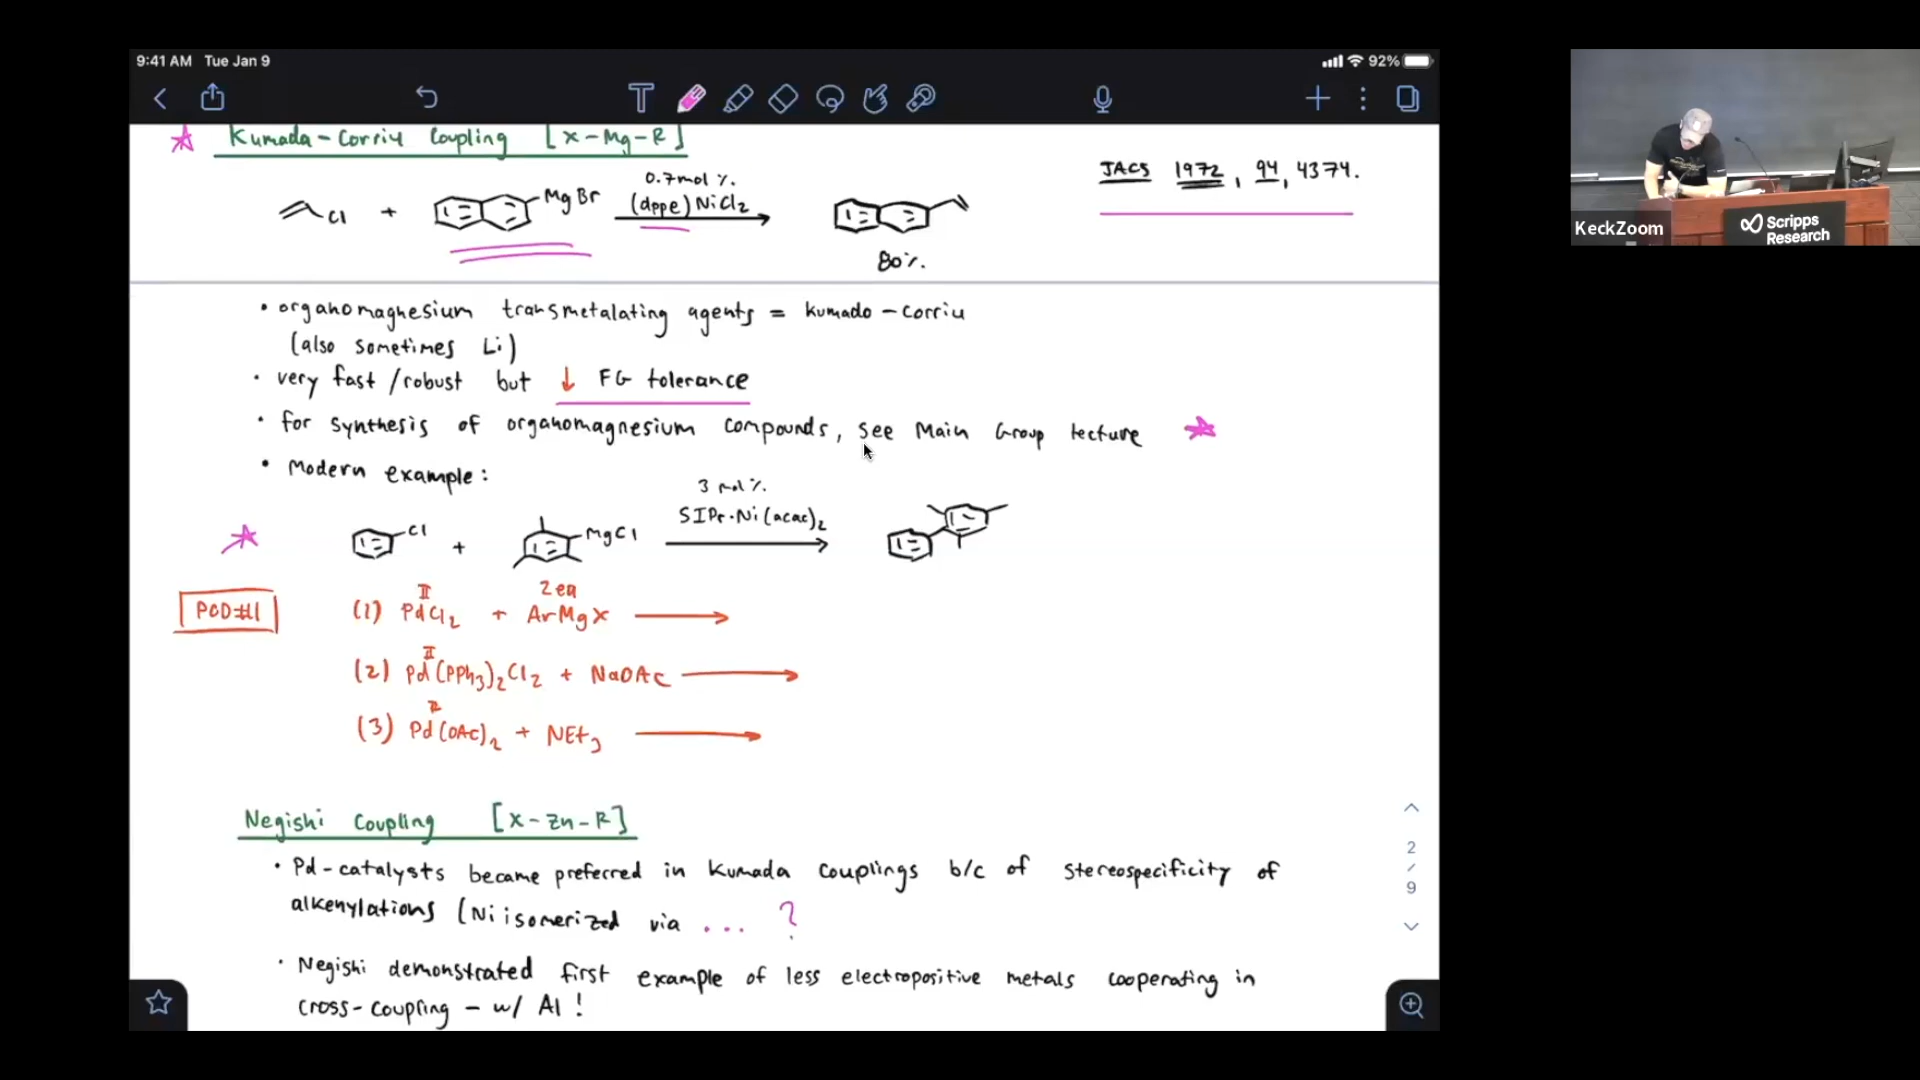 9:41 AM Tue Jan 9
92%
Kumada-Corriu Coupling [X-Mg-R]
JACS 1972, 94, 4374.
Cl + MgBr
0.7 mol %.
(dppe)NiCl2
80%.
• organomagnesium transmetalating agents = Kumado-Corriu
(also sometimes Li)
• very fast/robust but ↓ FG tolerance
• for synthesis of organomagnesium compounds, see Main Group lecture
• Modern example:
Cl + MgCl
3 mol %.
SIPr·Ni(acac)2
POD#1
II 2 eq
(1) PdCl2 + ArMgX →
II
(2) Pd(PPh3)2Cl2 + NaOAc →
II
(3) Pd(OAc)2 + NEt3 →
Negishi Coupling [X-Zn-R]
• Pd-catalysts became preferred in Kumada couplings b/c of stereospecificity of
alkenylations (Ni isomerized via ... ?
• Negishi demonstrated first example of less electropositive metals cooperating in
cross-coupling - w/ Al!
2
/
9
KeckZoom
Scripps
Research